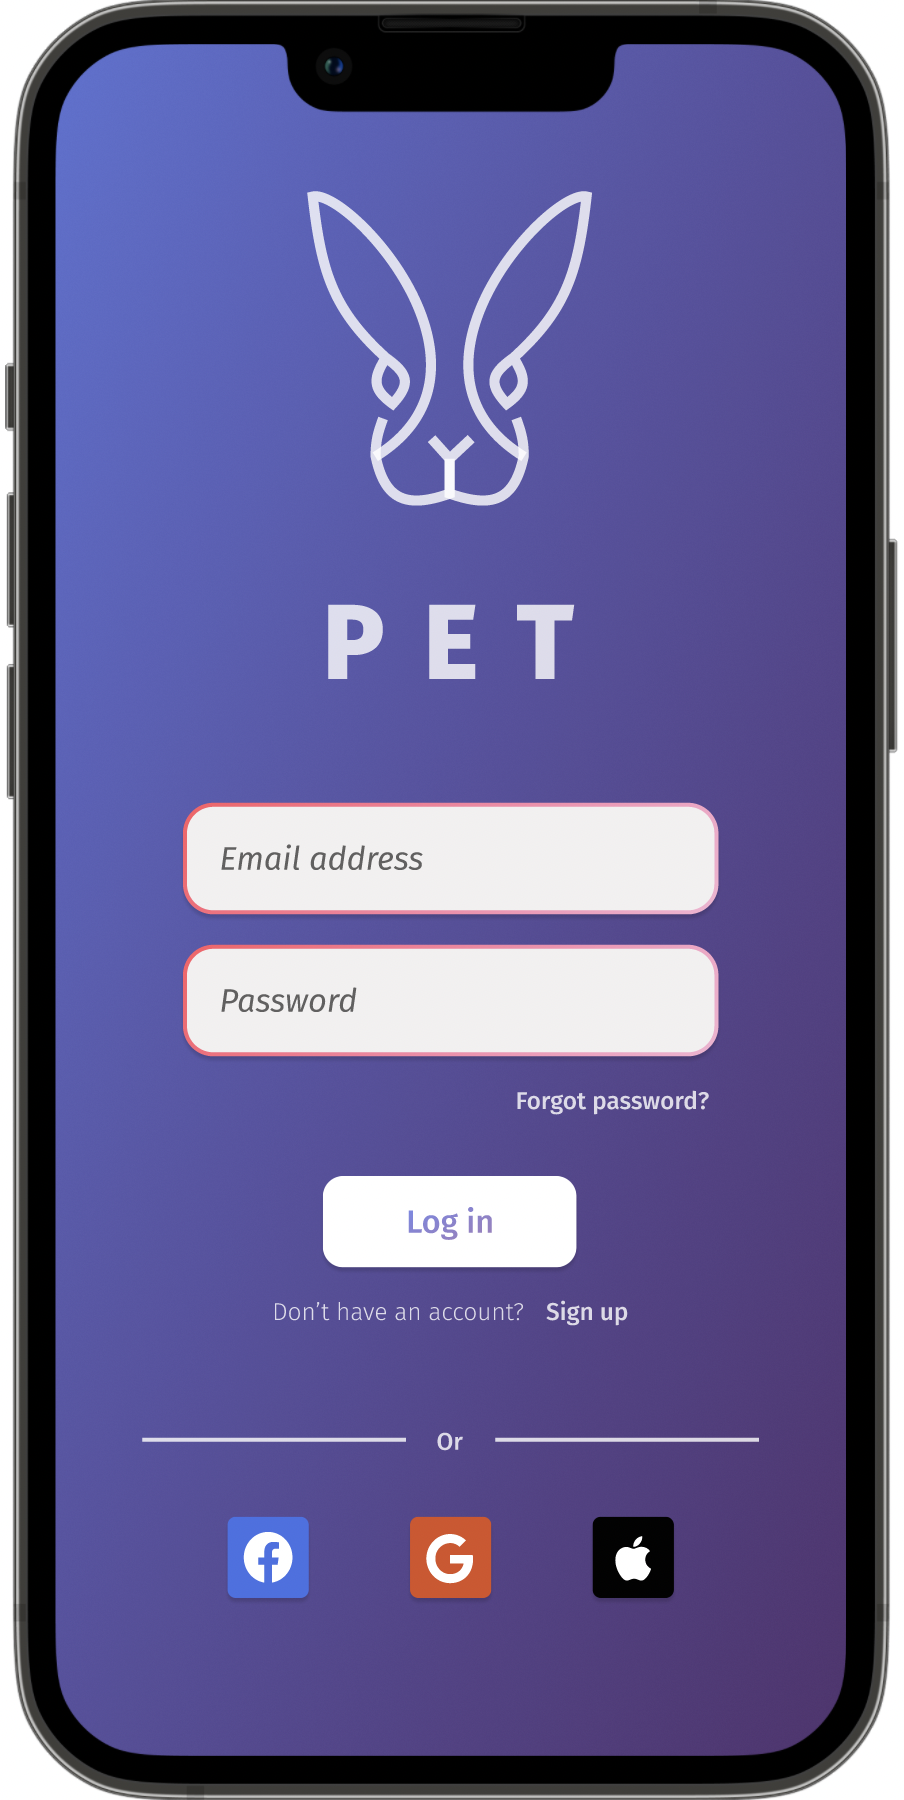 PET
Email address
Password
Forgot password?
Log in
Don’t have an account? Sign up
Or